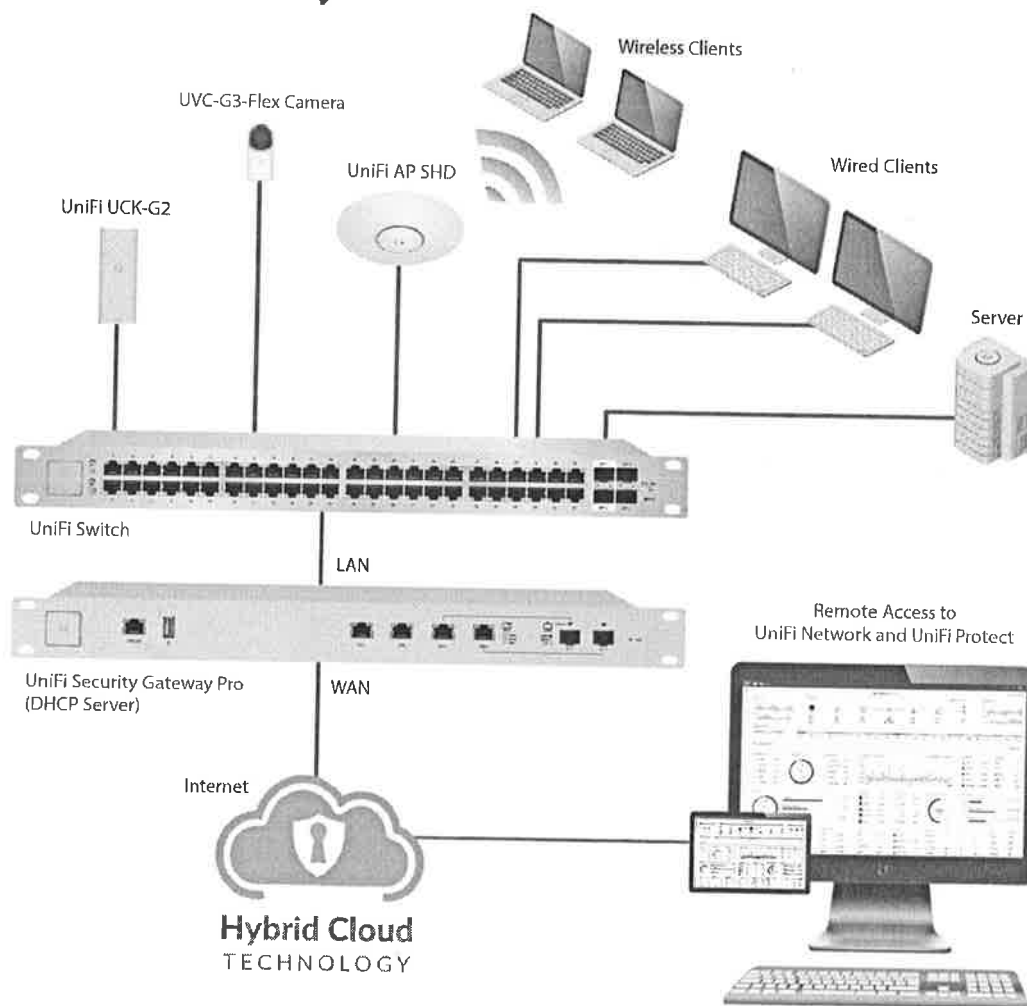 Wireless Clients
UVC-G3-Flex Camera
UniFi AP SHD
Wired Clients
UniFi UCK-G2
Server
UniFi Switch
LAN
Remote Access to
UniFi Network and UniFi Protect
UniFi Security Gateway Pro
(DHCP Server)
WAN
Internet
Hybrid Cloud
TECHNOLOGY